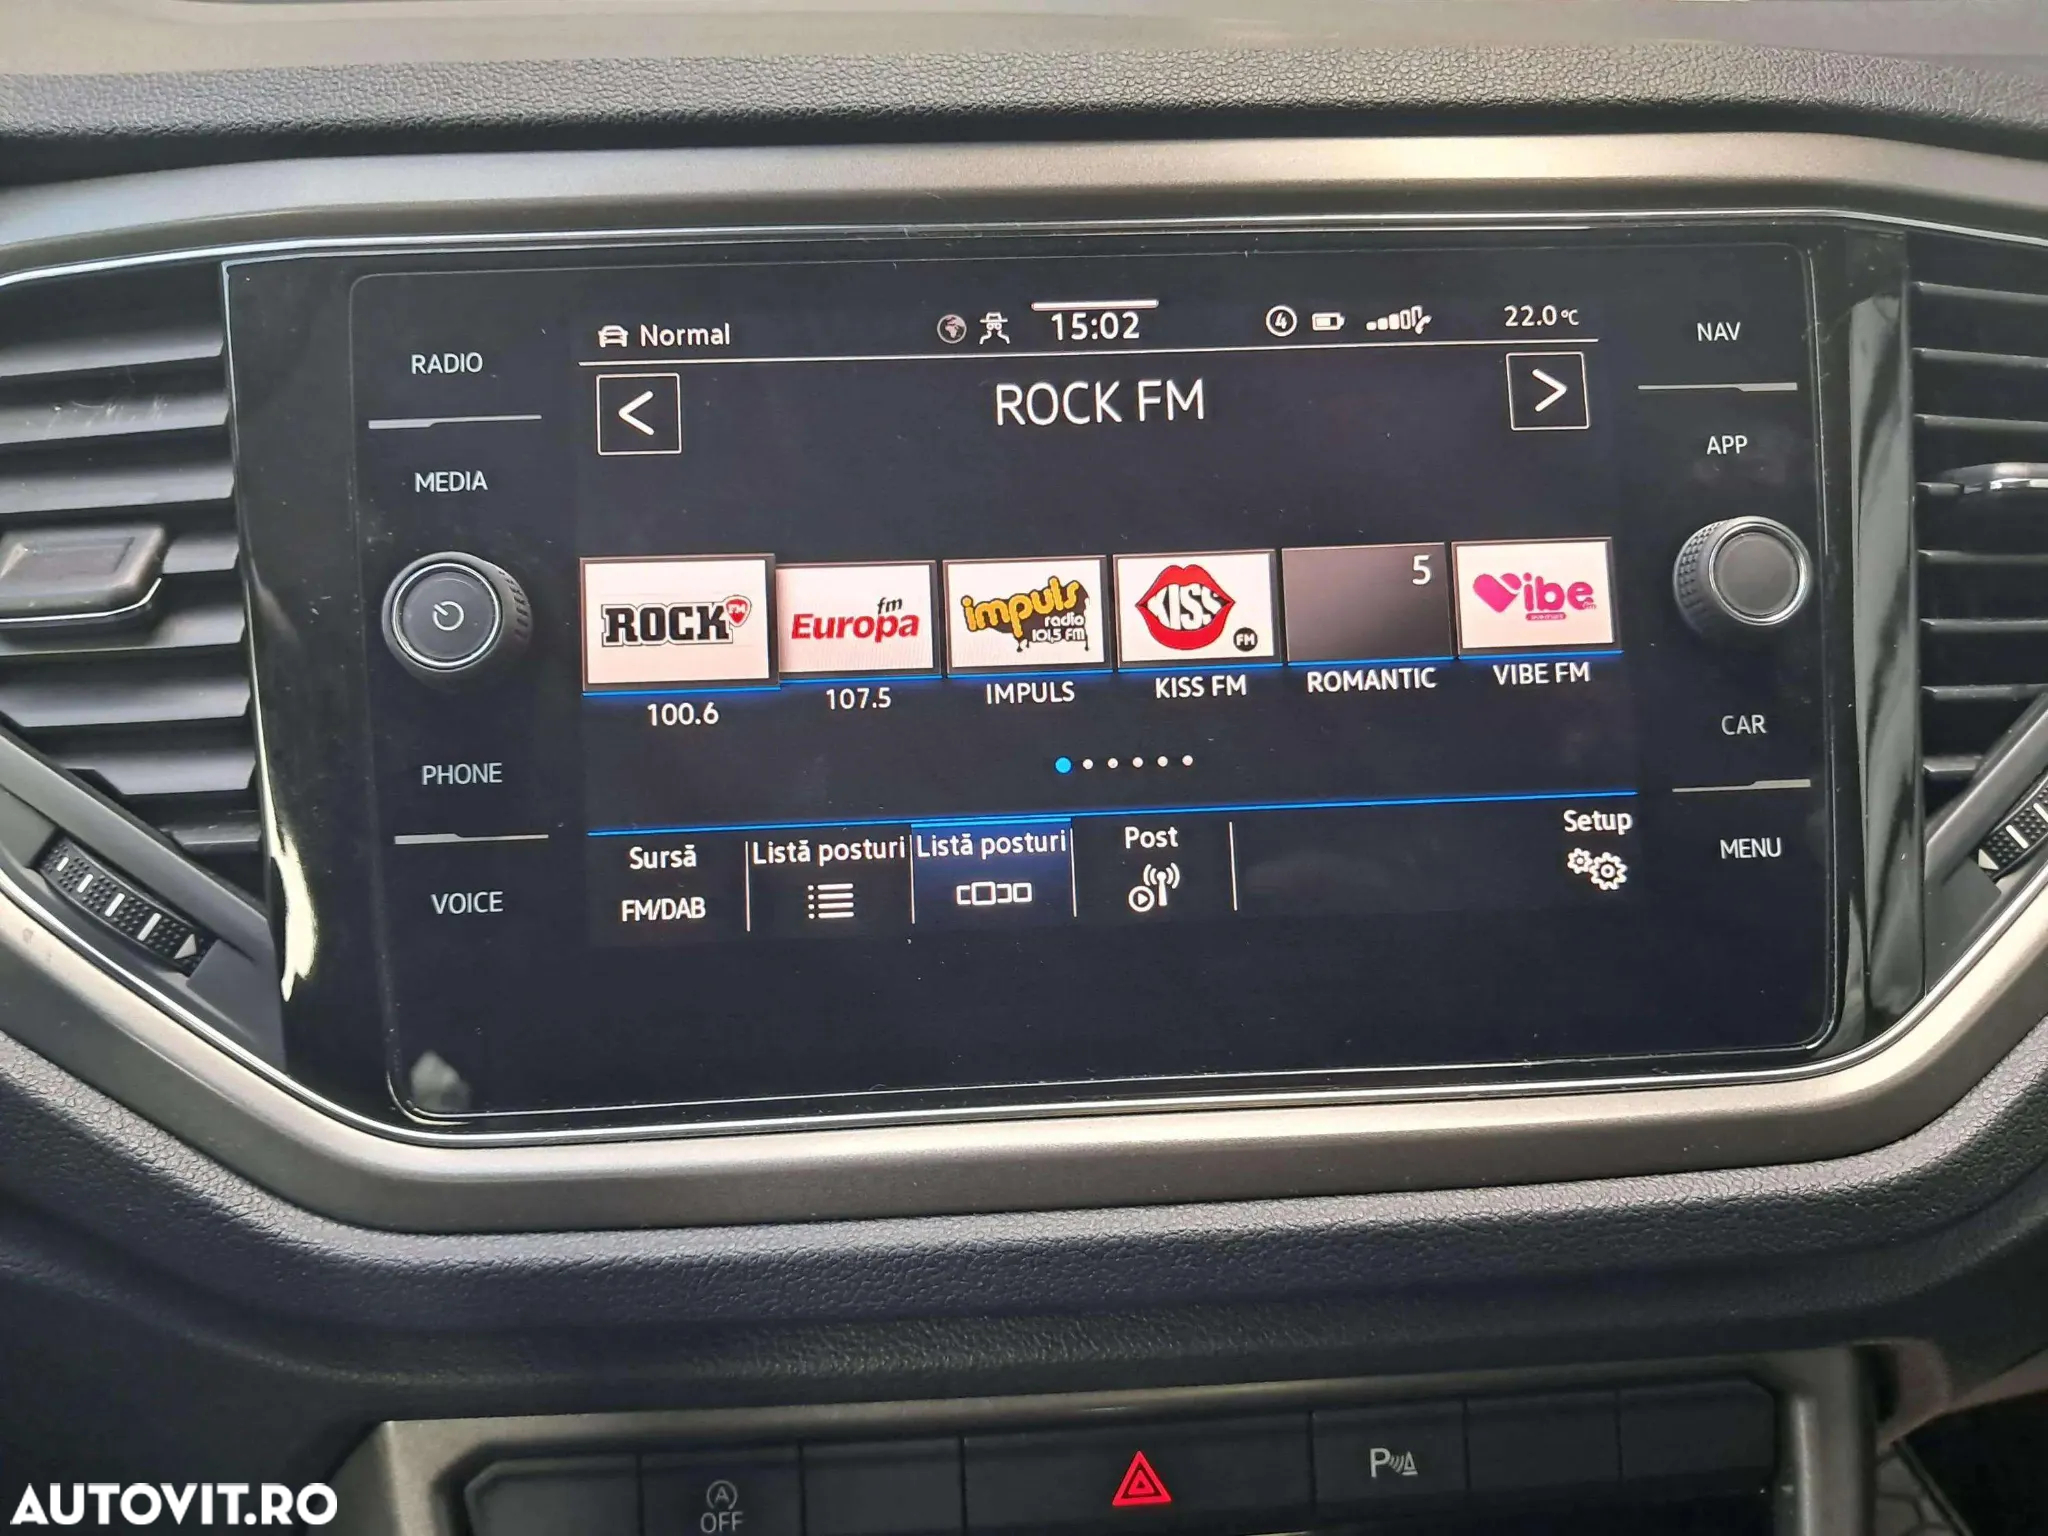 RADIO
MEDIA
PHONE
VOICE
Normal
15:02
4
22.0°C
< ROCK FM >
ROCK FM
Europa fm
impuls radio 101,5 FM
KISS FM
5
Vibe fm
100.6
107.5
IMPULS
KISS FM
ROMANTIC
VIBE FM
Sursă
FM/DAB
Listă posturi
Listă posturi
Post
Setup
NAV
APP
CAR
MENU
A
OFF
P
AUTOVIT.RO